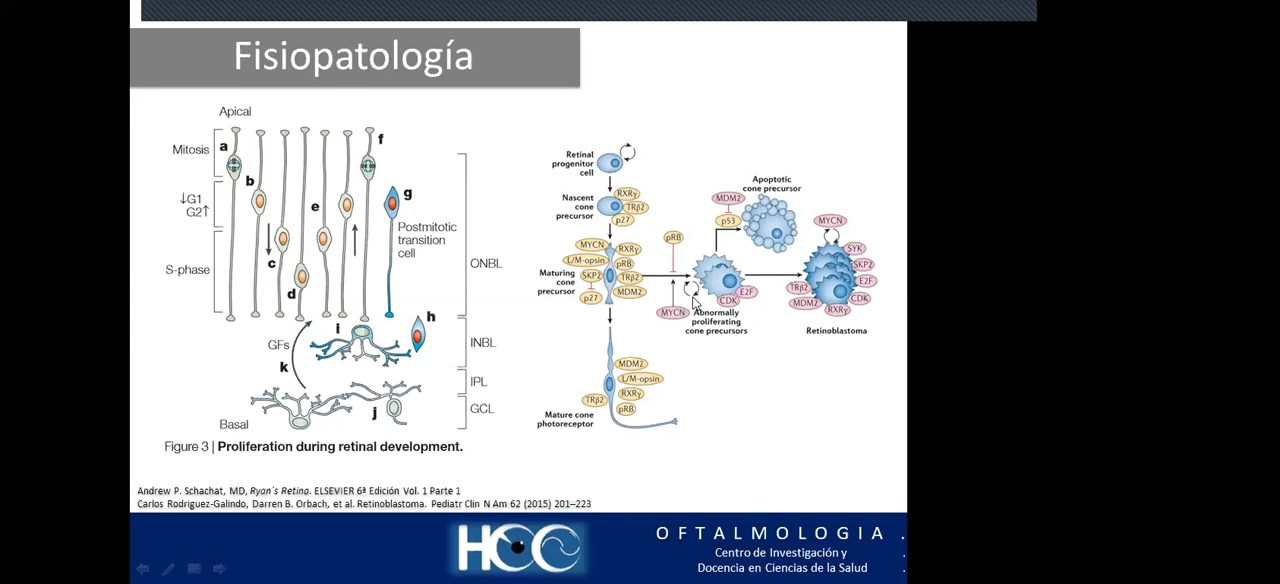 Fisiopatología
Apical
Mitosis
a
b
↓G1
G2↑
S-phase
c
d
e
f
g
Postmitotic
transition
cell
ONBL
h
i
INBL
GFs
k
IPL
j
GCL
Basal
Figure 3 | Proliferation during retinal development.
Retinal
progenitor
cell
Nascent
cone
precursor
RXRγ
TRβ2
p27
Maturing
cone
precursor
MYCN
L/M-opsin
SKP2
p27
RXRγ
pRB
TRβ2
MDM2
Mature cone
photoreceptor
MDM2
L/M-opsin
RXRγ
TRβ2
pRB
pRB
MYCN
E2F
CDK
Abnormally
proliferating
cone precursors
MDM2
p53
Apoptotic
cone precursor
MYCN
SYK
SKP2
E2F
CDK
RXRγ
MDM2
TRβ2
Retinoblastoma
Andrew P. Schachat, MD, Ryan´s Retina. ELSEVIER 6ª Edición Vol. 1 Parte 1
Carlos Rodriguez-Galindo, Darren B. Orbach, et al. Retinoblastoma. Pediatr Clin N Am 62 (2015) 201–223
HCC
OFTALMOLOGIA .
Centro de Investigación y .
Docencia en Ciencias de la Salud .